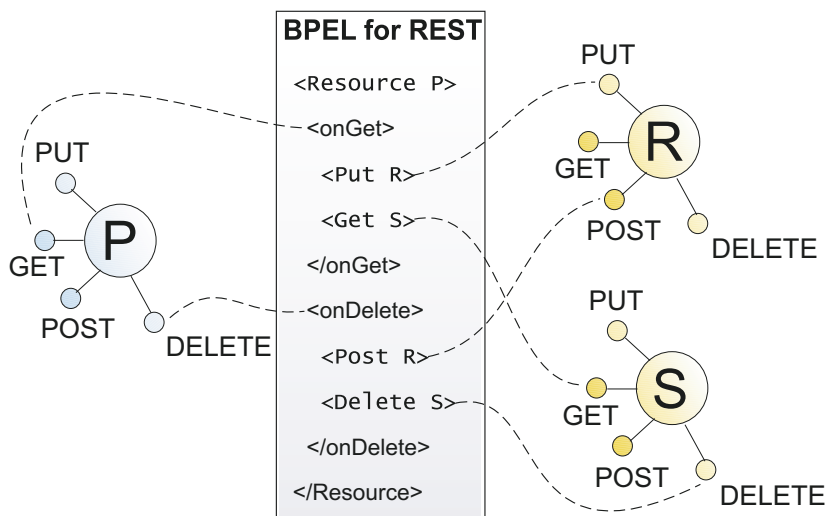 BPEL for REST
<Resource P>
<onGet>
<Put R>
<Get S>
</onGet>
<onDelete>
<Post R>
<Delete S>
</onDelete>
</Resource>
PUT
GET
P
POST
DELETE
PUT
R
GET
POST
DELETE
PUT
S
GET
POST
DELETE